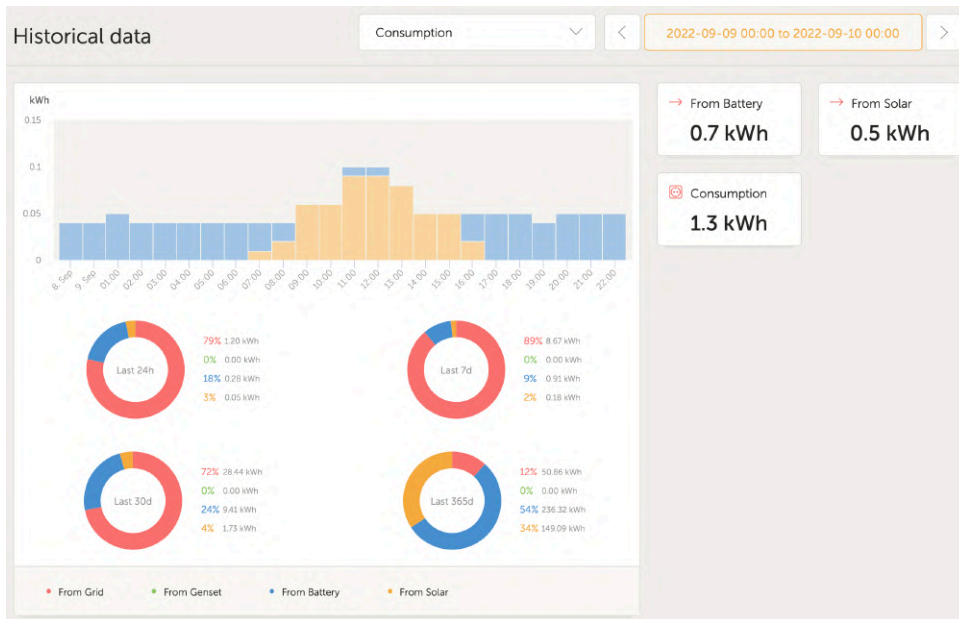 Historical data
Consumption
2022-09-09 00:00 to 2022-09-10 00:00
kWh
0.15
0.1
0.05
0
8. Sep 9. Sep 01:00 02:00 03:00 04:00 05:00 06:00 07:00 08:00 09:00 10:00 11:00 12:00 13:00 14:00 15:00 16:00 17:00 18:00 19:00 20:00 21:00 22:00
From Battery
0.7 kWh
From Solar
0.5 kWh
Consumption
1.3 kWh
Last 24h
79% 1.20 kWh
0% 0.00 kWh
18% 0.28 kWh
3% 0.05 kWh
Last 7d
89% 8.67 kWh
0% 0.00 kWh
9% 0.91 kWh
2% 0.18 kWh
Last 30d
72% 28.44 kWh
0% 0.00 kWh
24% 9.41 kWh
4% 1.73 kWh
Last 365d
12% 50.86 kWh
0% 0.00 kWh
54% 236.32 kWh
34% 149.09 kWh
From Grid
From Genset
From Battery
From Solar